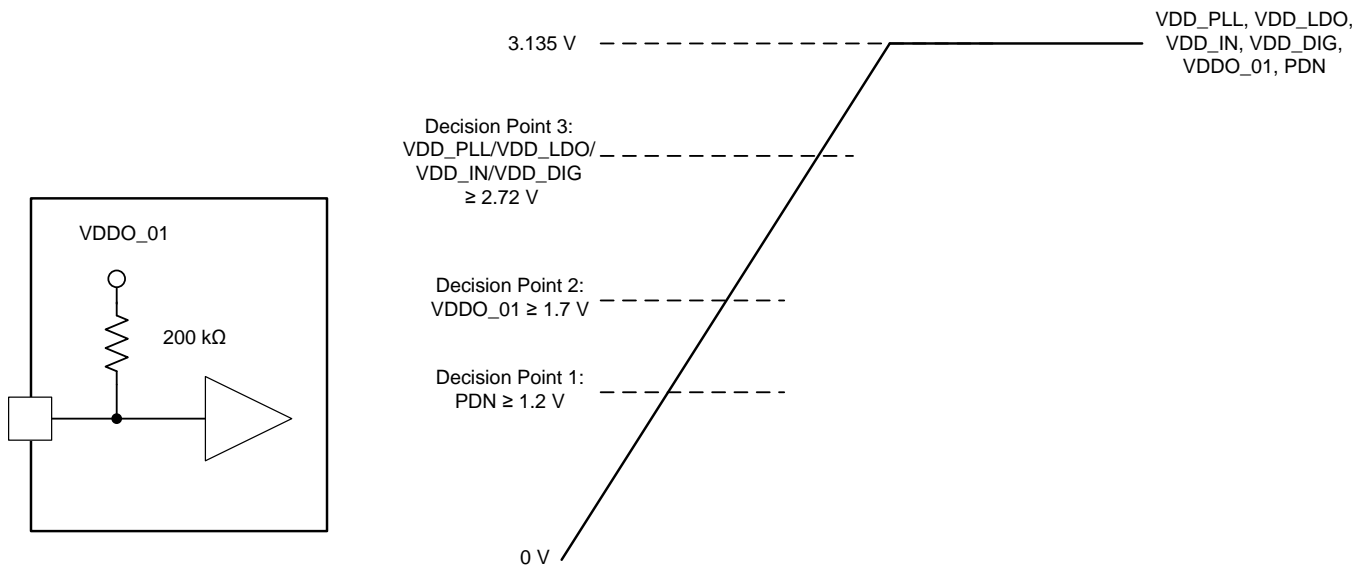 VDDO_01
200 kΩ
3.135 V
Decision Point 3:
VDD_PLL/VDD_LDO/
VDD_IN/VDD_DIG
≥ 2.72 V
Decision Point 2:
VDDO_01 ≥ 1.7 V
Decision Point 1:
PDN ≥ 1.2 V
0 V
VDD_PLL, VDD_LDO,
VDD_IN, VDD_DIG,
VDDO_01, PDN